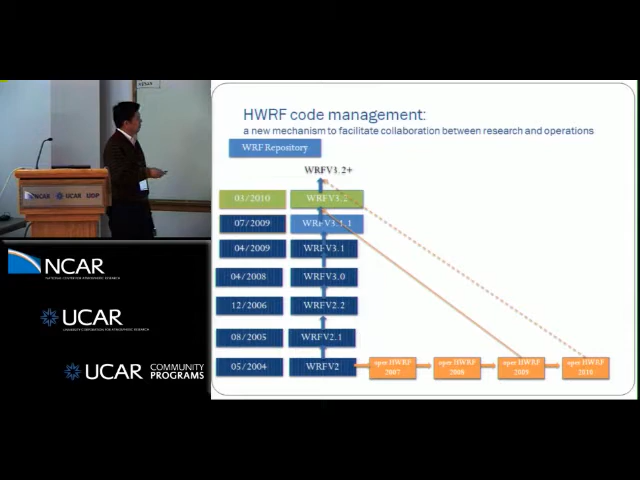 HWRF code management:
a new mechanism to facilitate collaboration between research and operations
WRF Repository
WRFV3.2+
03/2010 WRFV3.2
07/2009 WRFV3.1.1
04/2009 WRFV3.1
04/2008 WRFV3.0
12/2006 WRFV2.2
08/2005 WRFV2.1
05/2004 WRFV2
oper HWRF 2007
oper HWRF 2008
oper HWRF 2009
oper HWRF 2010
NCAR UCAR UOP
NCAR
NATIONAL CENTER FOR ATMOSPHERIC RESEARCH
UCAR
UNIVERSITY CORPORATION FOR ATMOSPHERIC RESEARCH
UCAR COMMUNITY
PROGRAMS